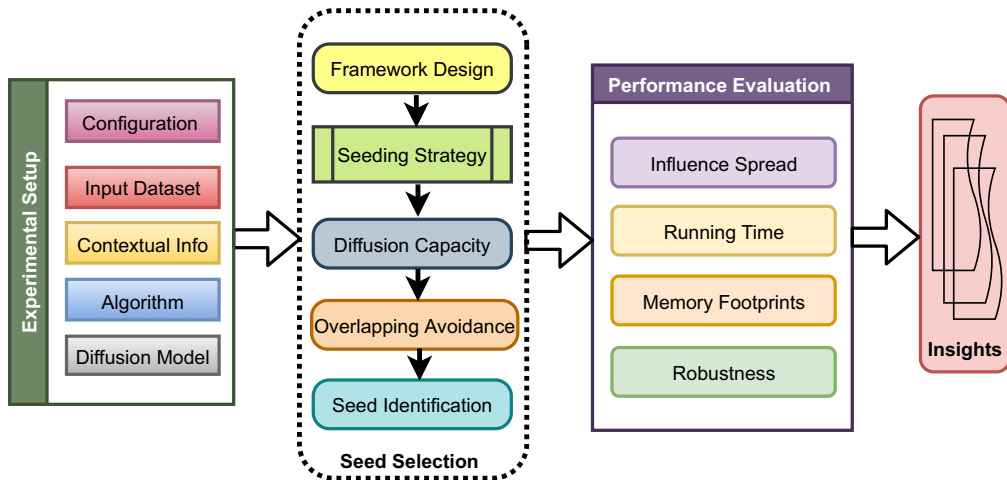 Experimental Setup
Configuration
Input Dataset
Contextual Info
Algorithm
Diffusion Model
Framework Design
Seeding Strategy
Diffusion Capacity
Overlapping Avoidance
Seed Identification
Seed Selection
Performance Evaluation
Influence Spread
Running Time
Memory Footprints
Robustness
Insights